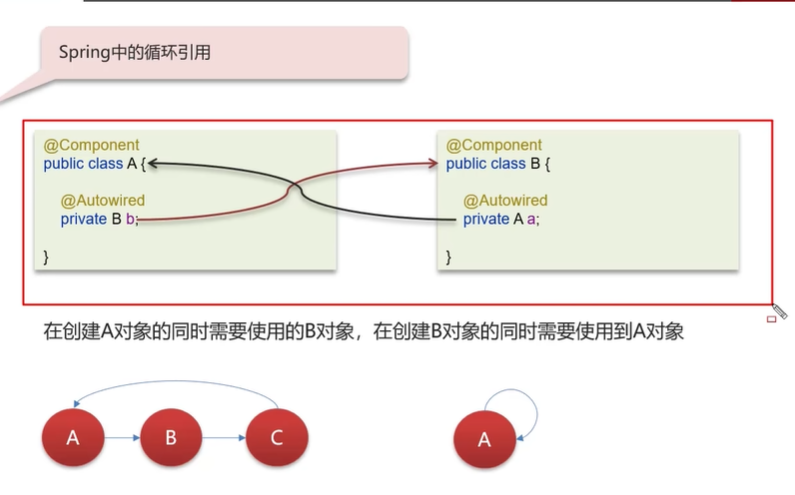 Spring中的循环引用
@Component
public class A {
@Autowired
private B b;
}
@Component
public class B {
@Autowired
private A a;
}
在创建A对象的同时需要使用的B对象，在创建B对象的同时需要使用到A对象
A
B
C
A